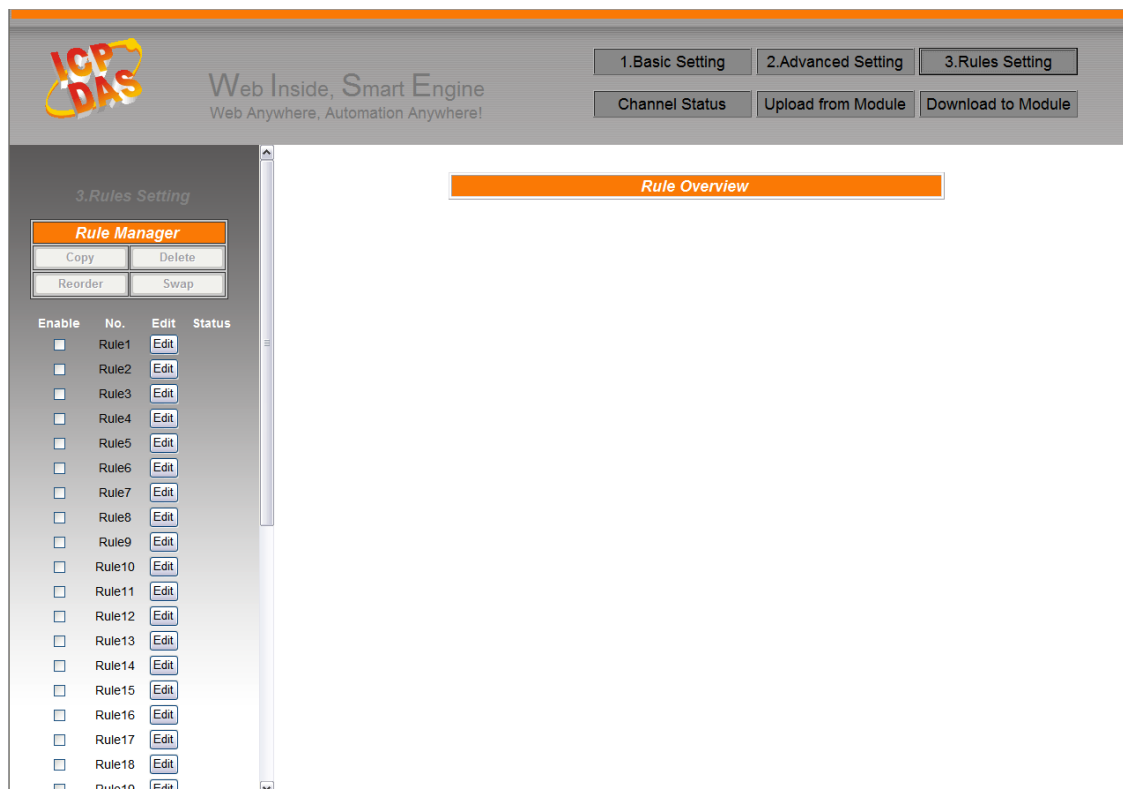 ICP
DAS
Web Inside, Smart Engine
Web Anywhere, Automation Anywhere!
1.Basic Setting 2.Advanced Setting 3.Rules Setting
Channel Status Upload from Module Download to Module
3.Rules Setting
Rule Manager
Copy Delete
Reorder Swap
Enable No. Edit Status
Rule1 Edit
Rule2 Edit
Rule3 Edit
Rule4 Edit
Rule5 Edit
Rule6 Edit
Rule7 Edit
Rule8 Edit
Rule9 Edit
Rule10 Edit
Rule11 Edit
Rule12 Edit
Rule13 Edit
Rule14 Edit
Rule15 Edit
Rule16 Edit
Rule17 Edit
Rule18 Edit
Rule19 Edit
Rule Overview